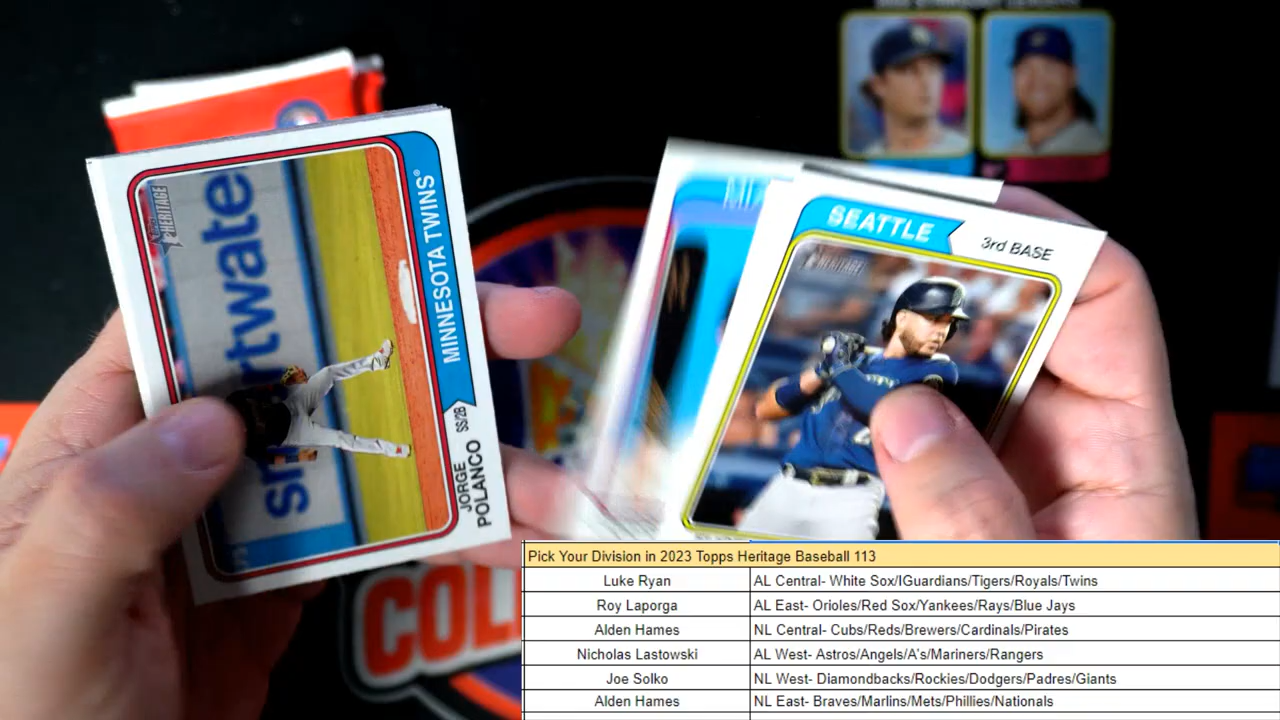 HERITAGE
smartwater
MINNESOTA TWINS®
JORGE
POLANCO
SS/2B
SEATTLE
3rd BASE
HERITAGE
COL
Pick Your Division in 2023 Topps Heritage Baseball 113
Luke Ryan AL Central- White Sox/IGuardians/Tigers/Royals/Twins
Roy Laporga AL East- Orioles/Red Sox/Yankees/Rays/Blue Jays
Alden Hames NL Central- Cubs/Reds/Brewers/Cardinals/Pirates
Nicholas Lastowski AL West- Astros/Angels/A's/Mariners/Rangers
Joe Solko NL West- Diamondbacks/Rockies/Dodgers/Padres/Giants
Alden Hames NL East- Braves/Marlins/Mets/Phillies/Nationals